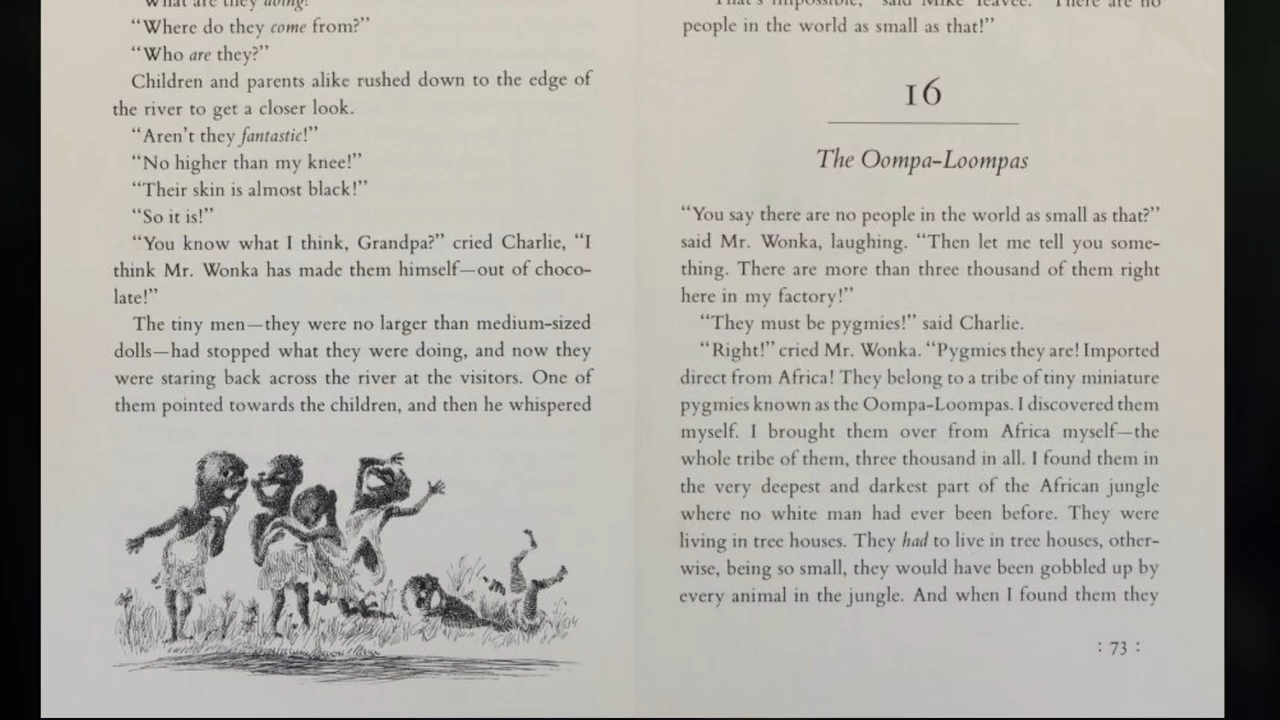 "What are they doing?
"Where do they come from?"
"Who are they?"
Children and parents alike rushed down to the edge of
the river to get a closer look.
"Aren't they fantastic!"
"No higher than my knee!"
"Their skin is almost black!"
"So it is!"
"You know what I think, Grandpa?" cried Charlie, "I
think Mr. Wonka has made them himself—out of choco-
late!"
The tiny men—they were no larger than medium-sized
dolls—had stopped what they were doing, and now they
were staring back across the river at the visitors. One of
them pointed towards the children, and then he whispered
"That's impossible," said Mike Teavee. "There are no
people in the world as small as that!"
16
The Oompa-Loompas
"You say there are no people in the world as small as that?"
said Mr. Wonka, laughing. "Then let me tell you some-
thing. There are more than three thousand of them right
here in my factory!"
"They must be pygmies!" said Charlie.
"Right!" cried Mr. Wonka. "Pygmies they are! Imported
direct from Africa! They belong to a tribe of tiny miniature
pygmies known as the Oompa-Loompas. I discovered them
myself. I brought them over from Africa myself—the
whole tribe of them, three thousand in all. I found them in
the very deepest and darkest part of the African jungle
where no white man had ever been before. They were
living in tree houses. They had to live in tree houses, other-
wise, being so small, they would have been gobbled up by
every animal in the jungle. And when I found them they
: 73 :